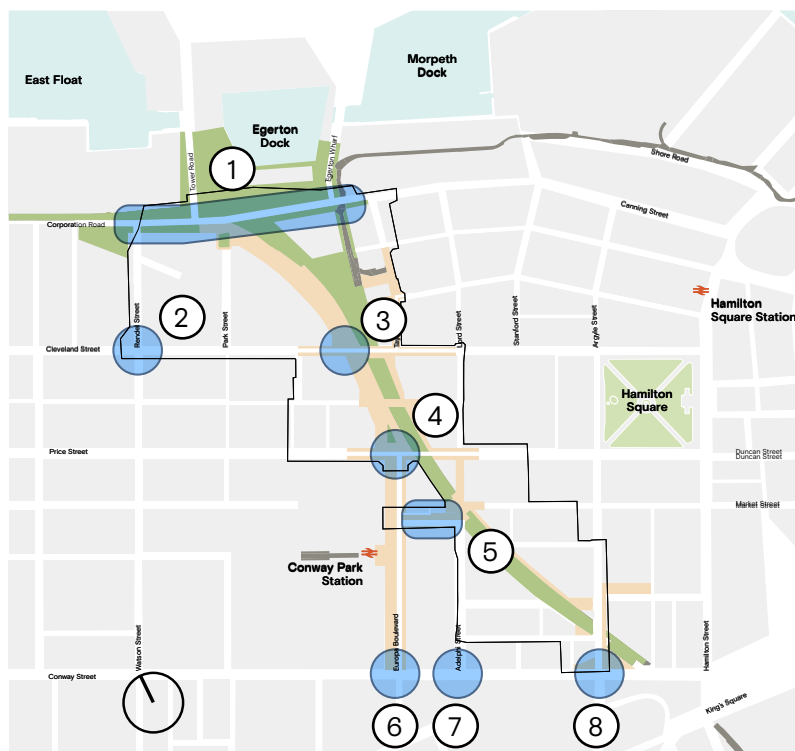 East Float
Morpeth
Dock
Egerton
Dock
1
Tower Road
Egerton Wharf
Shore Road
Canning Street
Corporation Road
Hamilton
Square Station
2
3
Rendel Street
Park Street
Lord Street
Stanford Street
Argyle Street
Cleveland Street
Hamilton
Square
4
Price Street
Duncan Street
Duncan Street
Market Street
5
Conway Park
Station
Watson Street
Europa Boulevard
Adelphi Street
Hamilton Street
Conway Street
King's Square
6
7
8